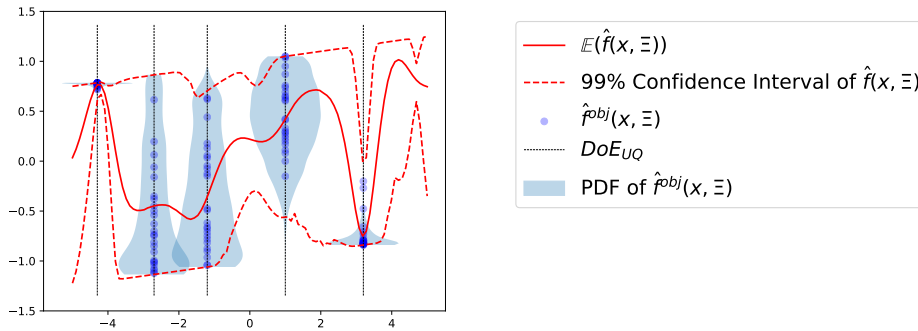 1.5
1.0
0.5
0.0
−0.5
−1.0
−1.5
−4 −2 0 2 4
𝔼(f̂(x, Ξ))
99% Confidence Interval of f̂(x, Ξ)
f̂ᵒᵇʲ(x, Ξ)
DoE_UQ
PDF of f̂ᵒᵇʲ(x, Ξ)